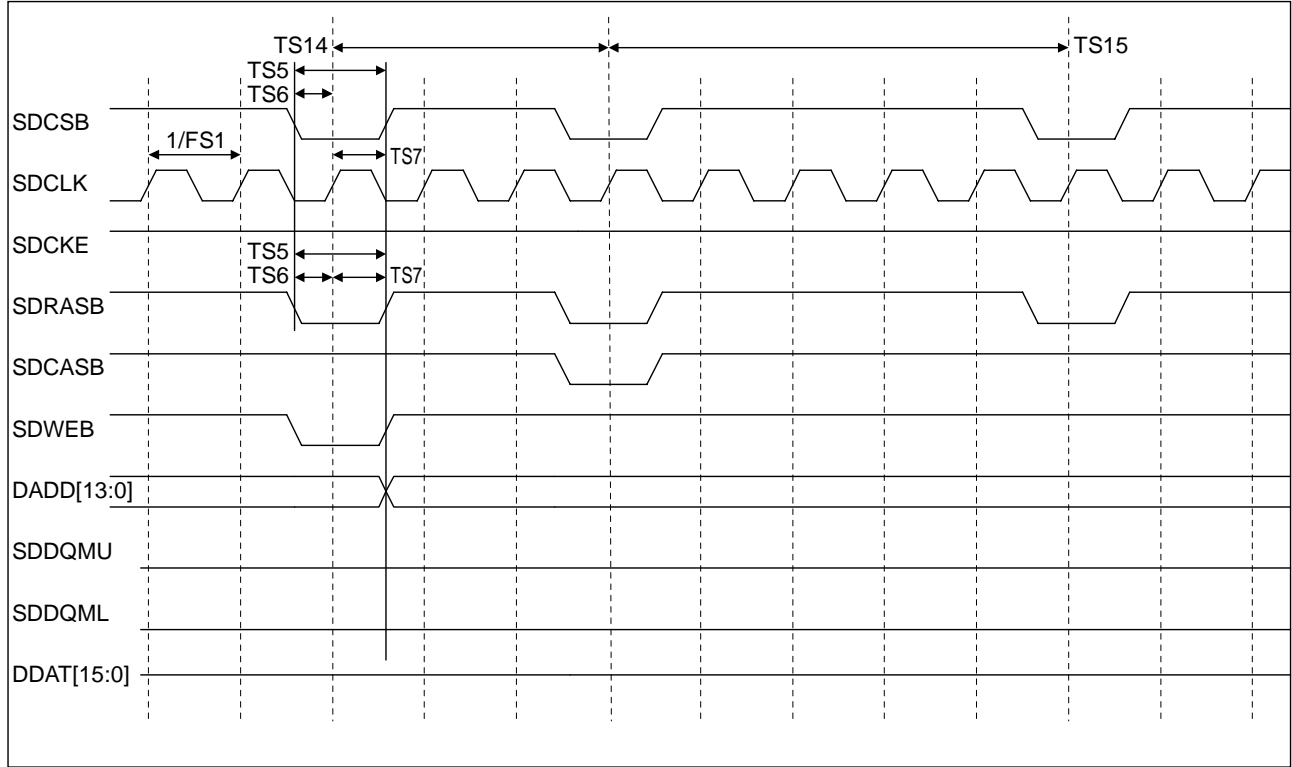 TS14
TS15
TS5
TS6
SDCSB
1/FS1
TS7
SDCLK
SDCKE
TS5
TS6
TS7
SDRASB
SDCASB
SDWEB
DADD[13:0]
SDDQMU
SDDQML
DDAT[15:0]